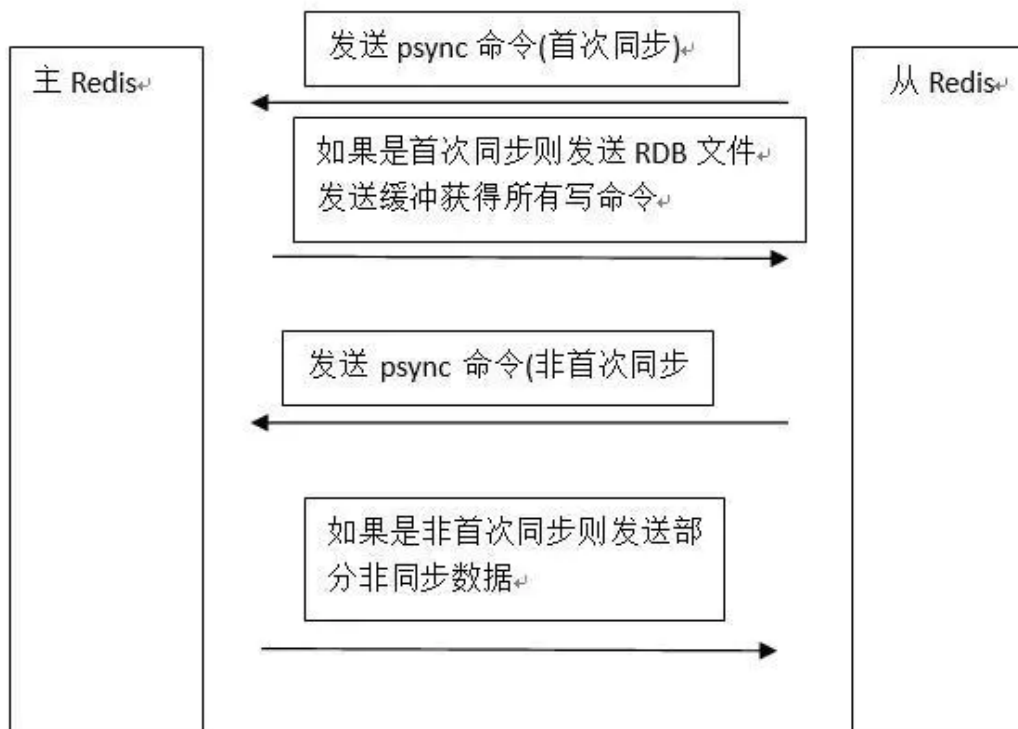 发送 psync 命令(首次同步)↵
主 Redis↵
从 Redis↵
如果是首次同步则发送 RDB 文件↵
发送缓冲获得所有写命令↵
发送 psync 命令(非首次同步
如果是非首次同步则发送部
分非同步数据↵